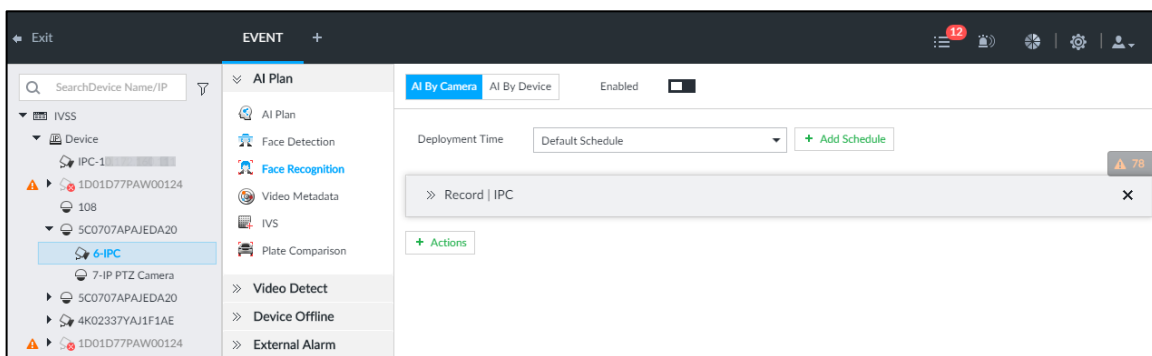 Exit
EVENT +
12
SearchDevice Name/IP
IVSS
Device
IPC-1
1D01D77PAW00124
108
5C0707APAJEDA20
6-IPC
7-IP PTZ Camera
5C0707APAJEDA20
4K02337YAJ1F1AE
1D01D77PAW00124
AI Plan
AI Plan
Face Detection
Face Recognition
Video Metadata
IVS
Plate Comparison
Video Detect
Device Offline
External Alarm
AI By Camera AI By Device Enabled
Deployment Time Default Schedule + Add Schedule
78
Record | IPC
+ Actions